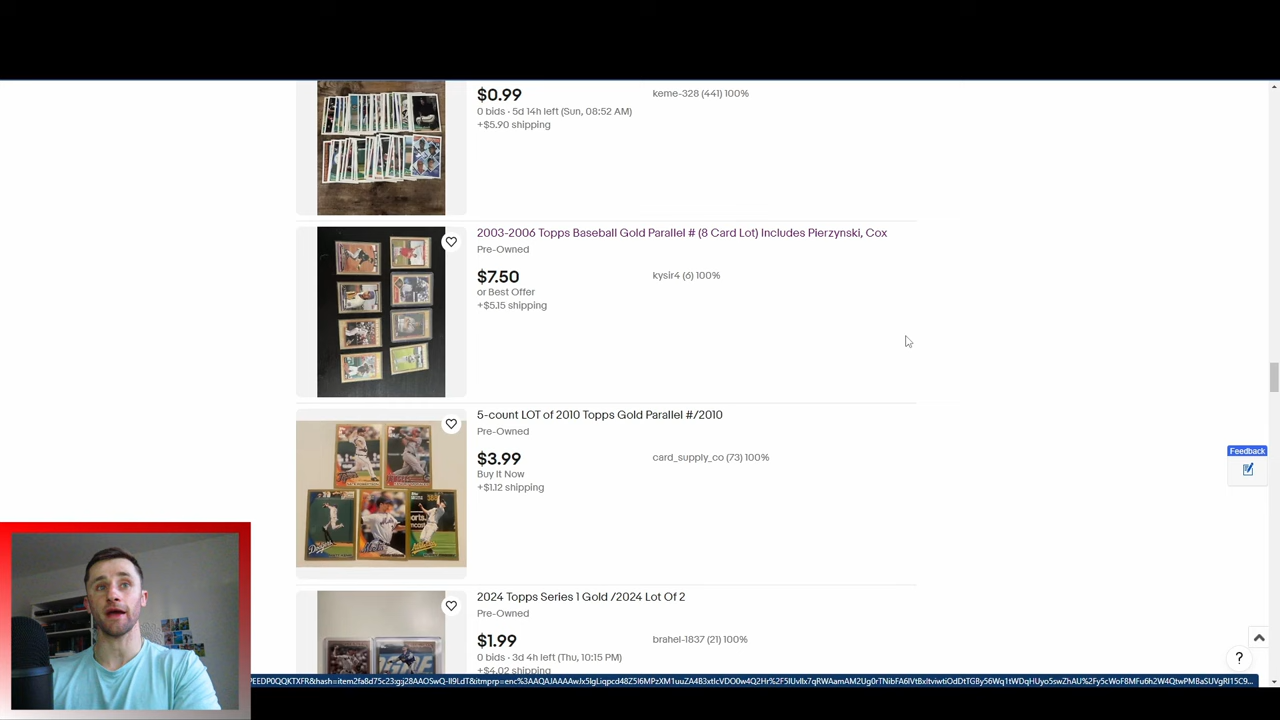 $0.99
keme-328 (441) 100%
0 bids · 5d 14h left (Sun, 08:52 AM)
+$5.90 shipping
2003-2006 Topps Baseball Gold Parallel # (8 Card Lot) Includes Pierzynski, Cox
Pre-Owned
$7.50
kysir4 (6) 100%
or Best Offer
+$5.15 shipping
5-count LOT of 2010 Topps Gold Parallel #/2010
Pre-Owned
$3.99
card_supply_co (73) 100%
Buy It Now
+$1.12 shipping
Feedback
2024 Topps Series 1 Gold /2024 Lot Of 2
Pre-Owned
$1.99
brahel-1837 (21) 100%
0 bids · 3d 4h left (Thu, 10:15 PM)
+$4.02 shipping
?